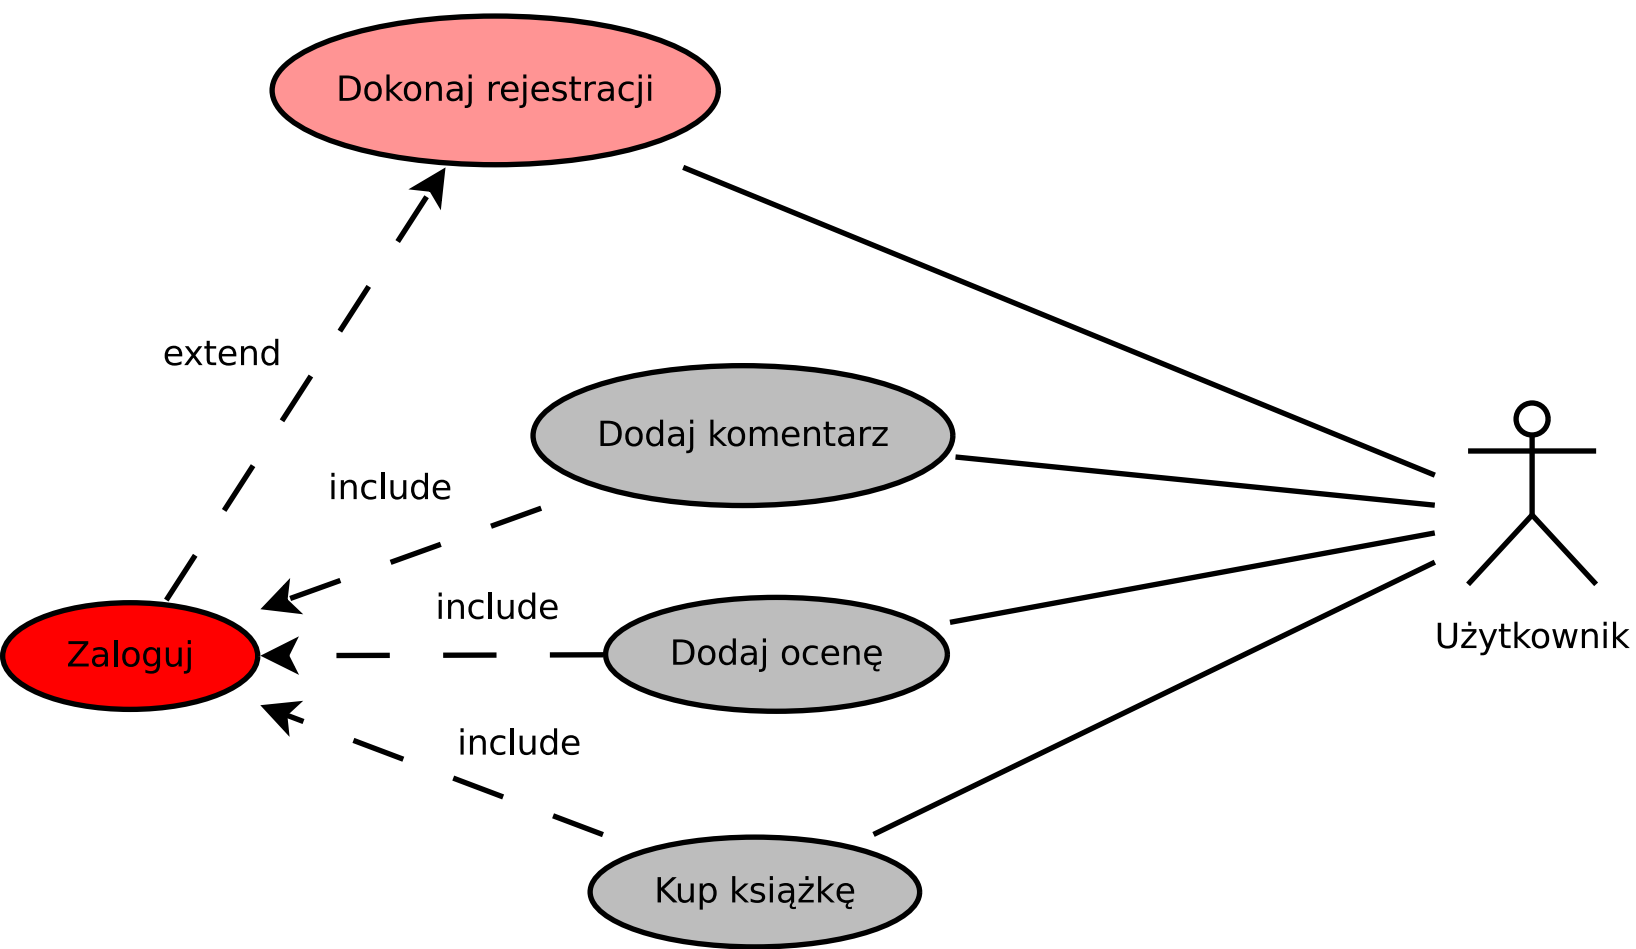 Dokonaj rejestracji
extend
Dodaj komentarz
include
include
Użytkownik
Zaloguj
Dodaj ocenę
include
Kup książkę